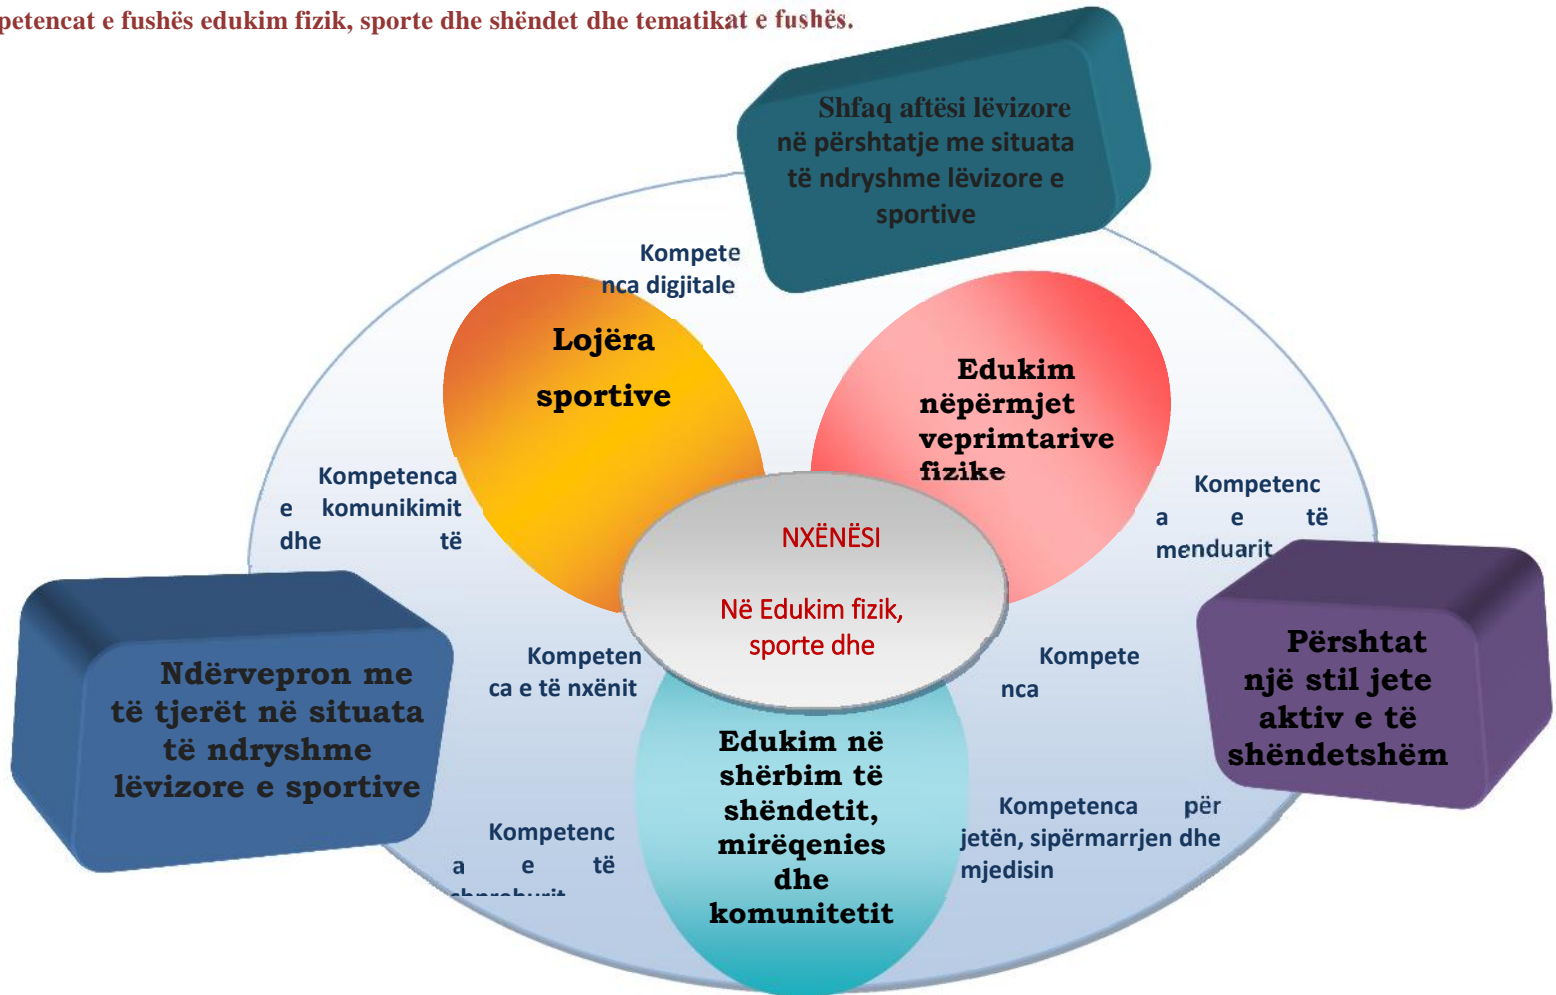 petencat e fushës edukim fizik, sporte dhe shëndet dhe tematikat e fushës.
Shfaq aftësi lëvizore
në përshtatje me situata
të ndryshme lëvizore e
sportive
Kompete
nca digjitale
Lojëra
sportive
Edukim
nëpërmjet
veprimtarive
fizike
Kompetenca
e komunikimit
dhe të
Kompetenc
a e të
menduarit
NXËNËSI
Në Edukim fizik,
sporte dhe
Ndërvepron me
të tjerët në situata
të ndryshme
lëvizore e sportive
Kompeten
ca e të nxënit
Kompete
nca
Përshtat
një stil jete
aktiv e të
shëndetshëm
Edukim në
shërbim të
shëndetit,
mirëqenies
dhe
komunitetit
Kompetenc
a e të
Kompetenca për
jetën, sipërmarrjen dhe
mjedisin